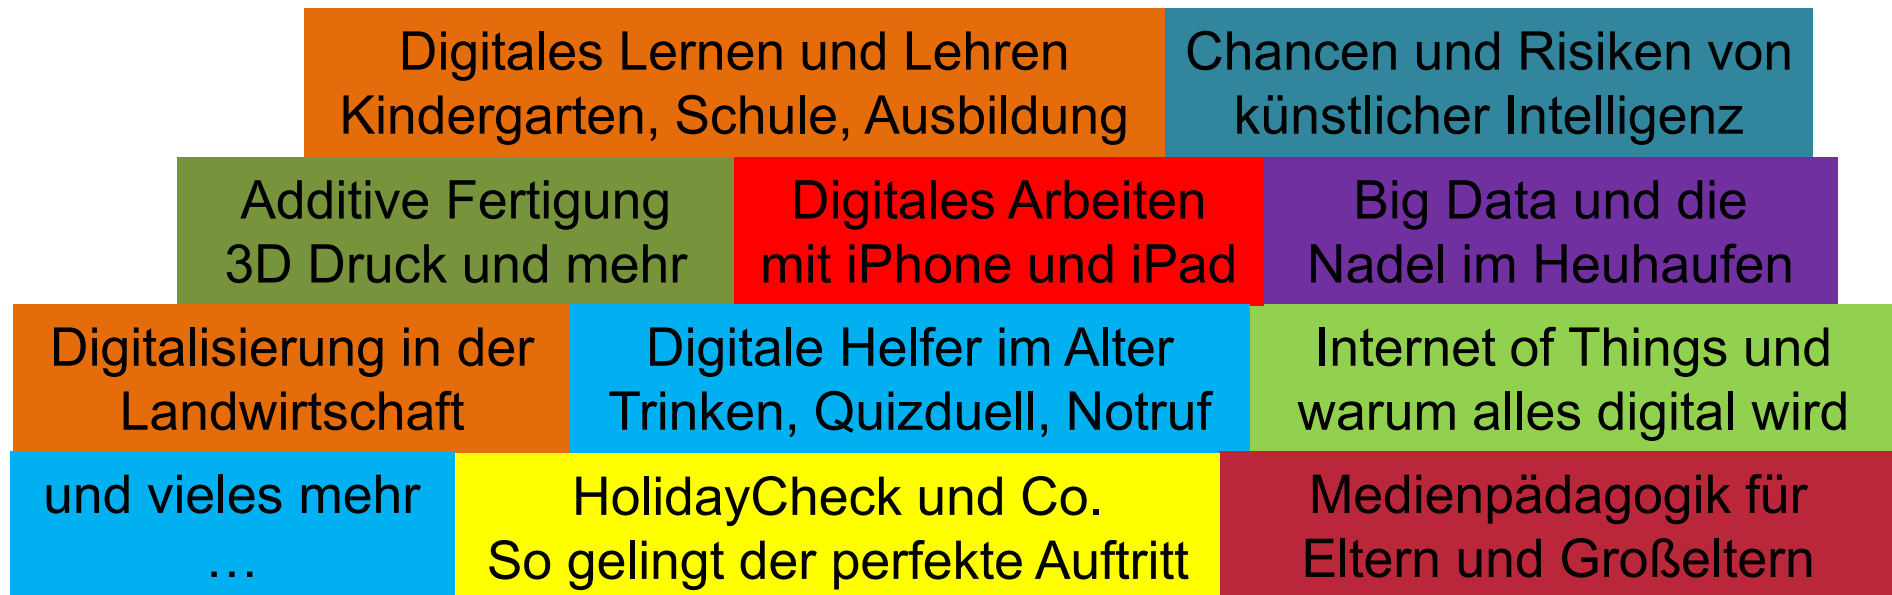 Digitales Lernen und Lehren
Kindergarten, Schule, Ausbildung
Chancen und Risiken von
künstlicher Intelligenz
Additive Fertigung
3D Druck und mehr
Digitales Arbeiten
mit iPhone und iPad
Big Data und die
Nadel im Heuhaufen
Digitalisierung in der
Landwirtschaft
Digitale Helfer im Alter
Trinken, Quizduell, Notruf
Internet of Things und
warum alles digital wird
und vieles mehr
…
HolidayCheck und Co.
So gelingt der perfekte Auftritt
Medienpädagogik für
Eltern und Großeltern